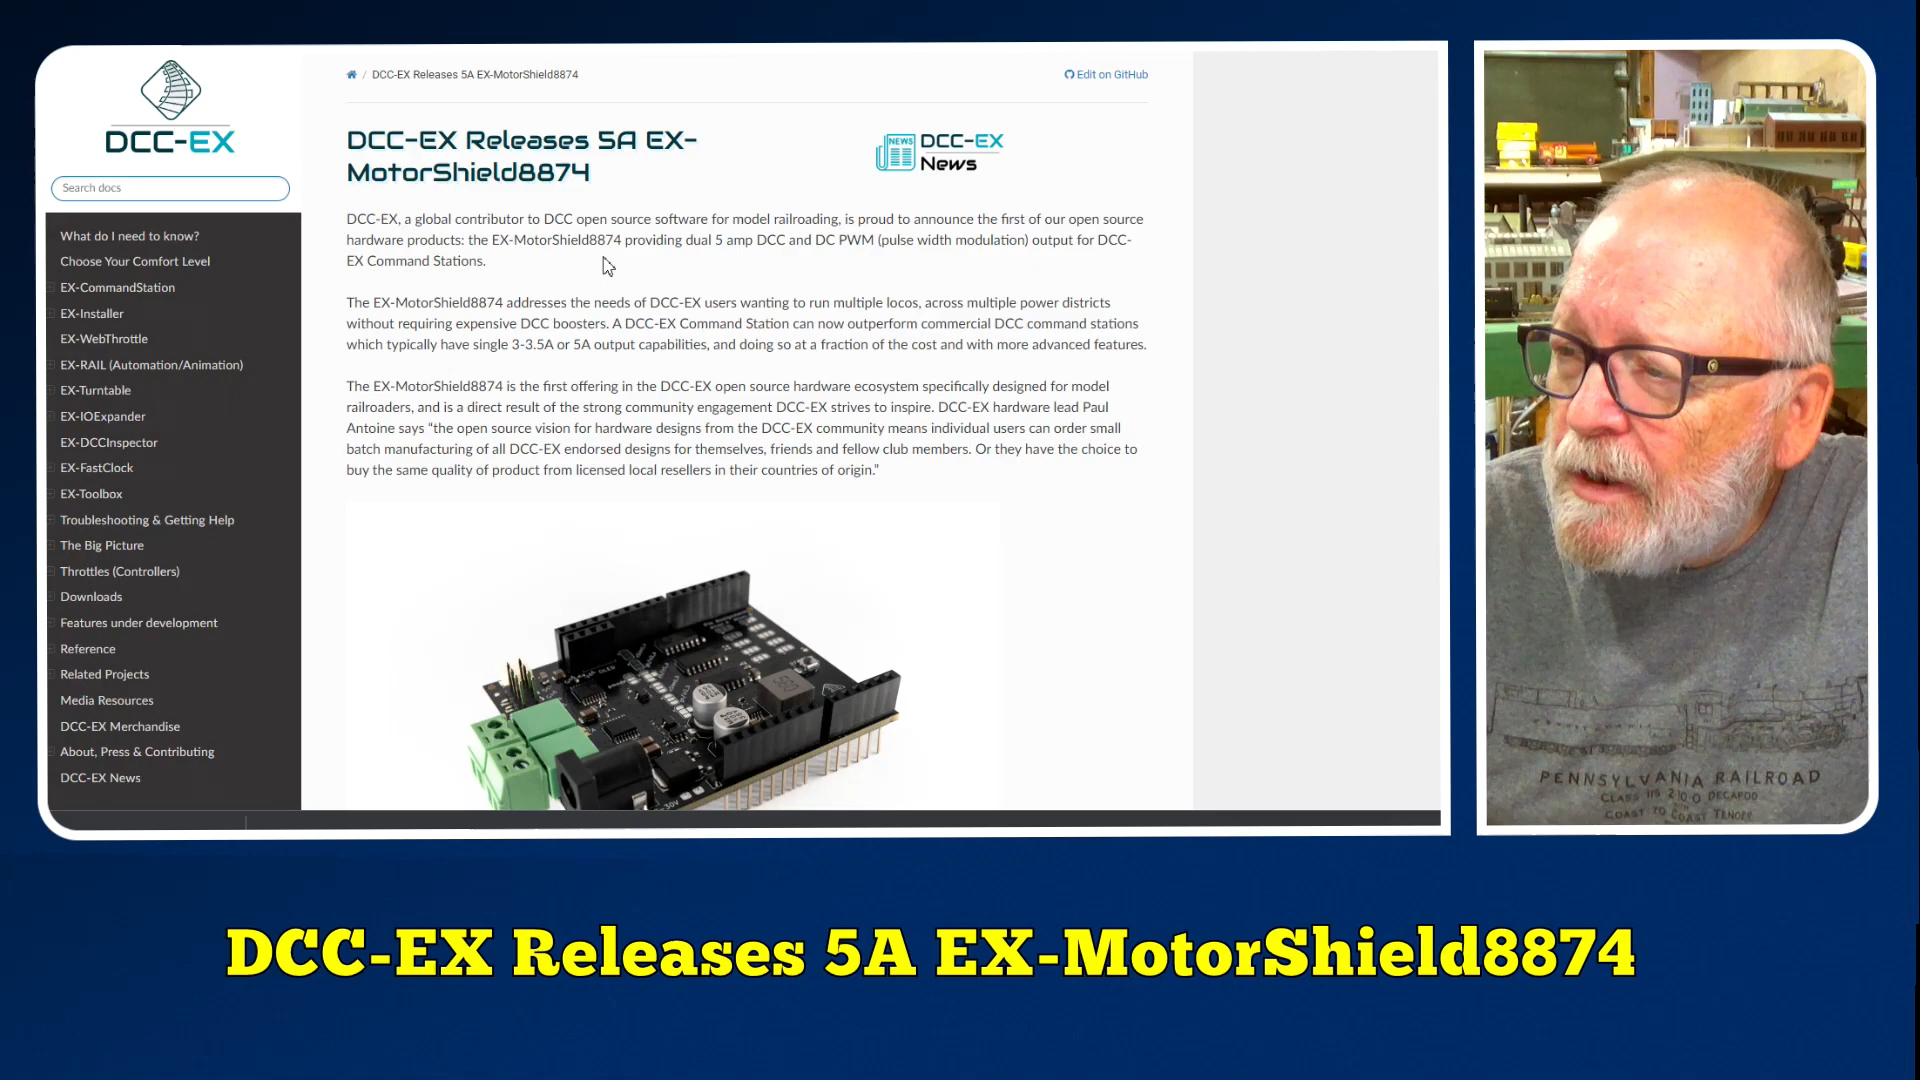 DCC-EX
Search docs
What do I need to know?
Choose Your Comfort Level
EX-CommandStation
EX-Installer
EX-WebThrottle
EX-RAIL (Automation/Animation)
EX-Turntable
EX-IOExpander
EX-DCCInspector
EX-FastClock
EX-Toolbox
Troubleshooting & Getting Help
The Big Picture
Throttles (Controllers)
Downloads
Features under development
Reference
Related Projects
Media Resources
DCC-EX Merchandise
About, Press & Contributing
DCC-EX News
/ DCC-EX Releases 5A EX-MotorShield8874
Edit on GitHub
DCC-EX Releases 5A EX-
MotorShield8874
NEWS
DCC-EX
News
DCC-EX, a global contributor to DCC open source software for model railroading, is proud to announce the first of our open source
hardware products: the EX-MotorShield8874 providing dual 5 amp DCC and DC PWM (pulse width modulation) output for DCC-
EX Command Stations.
The EX-MotorShield8874 addresses the needs of DCC-EX users wanting to run multiple locos, across multiple power districts
without requiring expensive DCC boosters. A DCC-EX Command Station can now outperform commercial DCC command stations
which typically have single 3-3.5A or 5A output capabilities, and doing so at a fraction of the cost and with more advanced features.
The EX-MotorShield8874 is the first offering in the DCC-EX open source hardware ecosystem specifically designed for model
railroaders, and is a direct result of the strong community engagement DCC-EX strives to inspire. DCC-EX hardware lead Paul
Antoine says “the open source vision for hardware designs from the DCC-EX community means individual users can order small
batch manufacturing of all DCC-EX endorsed designs for themselves, friends and fellow club members. Or they have the choice to
buy the same quality of product from licensed local resellers in their countries of origin.”
PENNSYLVANIA RAILROAD
CLASS 2-10-0 DECAPOD
COAST TO COAST TENDER
DCC-EX Releases 5A EX-MotorShield8874